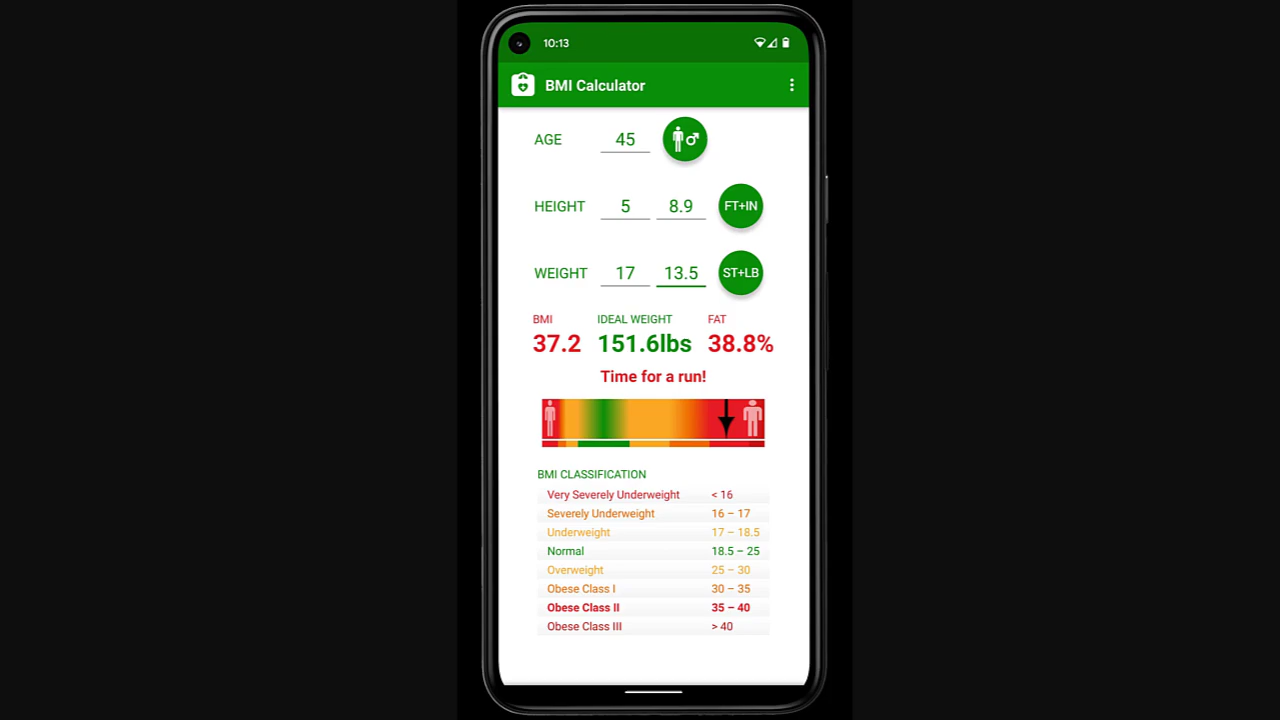 10:13
BMI Calculator
AGE 45
HEIGHT 5 8.9 FT+IN
WEIGHT 17 13.5 ST+LB
BMI IDEAL WEIGHT FAT
37.2 151.6lbs 38.8%
Time for a run!
BMI CLASSIFICATION
Very Severely Underweight < 16
Severely Underweight 16 – 17
Underweight 17 – 18.5
Normal 18.5 – 25
Overweight 25 – 30
Obese Class I 30 – 35
Obese Class II 35 – 40
Obese Class III > 40